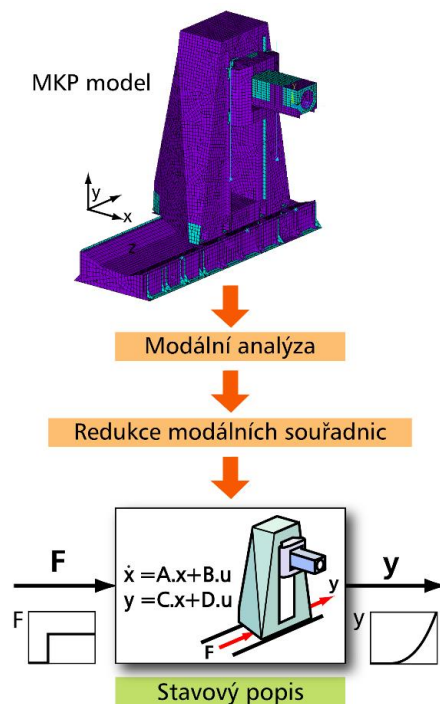 MKP model
y
x
z
Modální analýza
Redukce modálních souřadnic
F
y
ẋ =A.x+B.u
y =C.x+D.u
y
F
F
y
Stavový popis